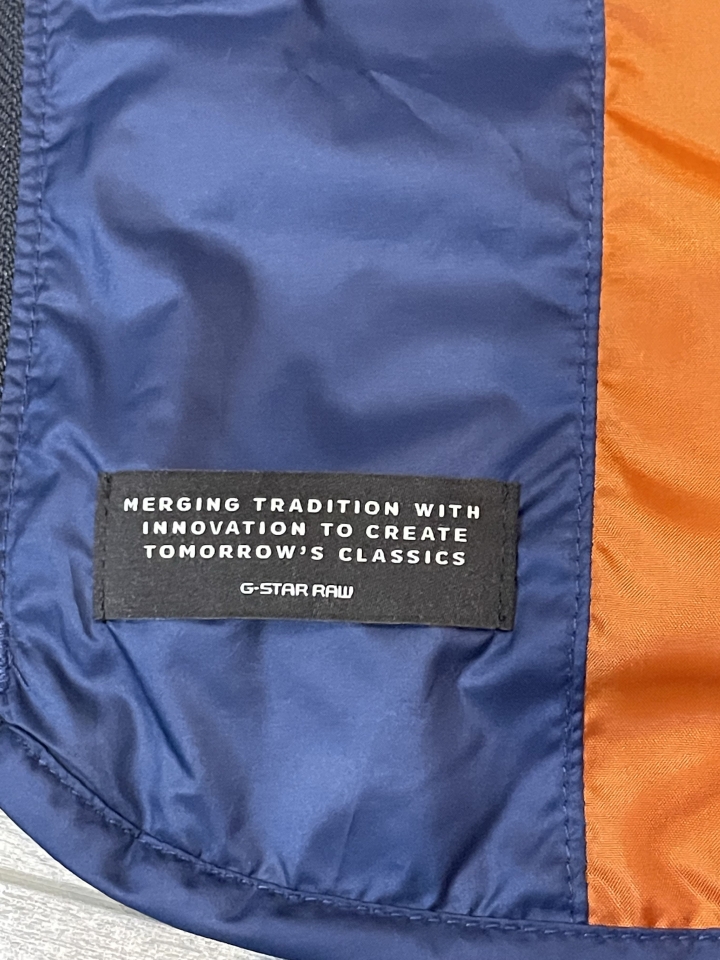 MERGING TRADITION WITH
INNOVATION TO CREATE
TOMORROW'S CLASSICS
G-STAR RAW